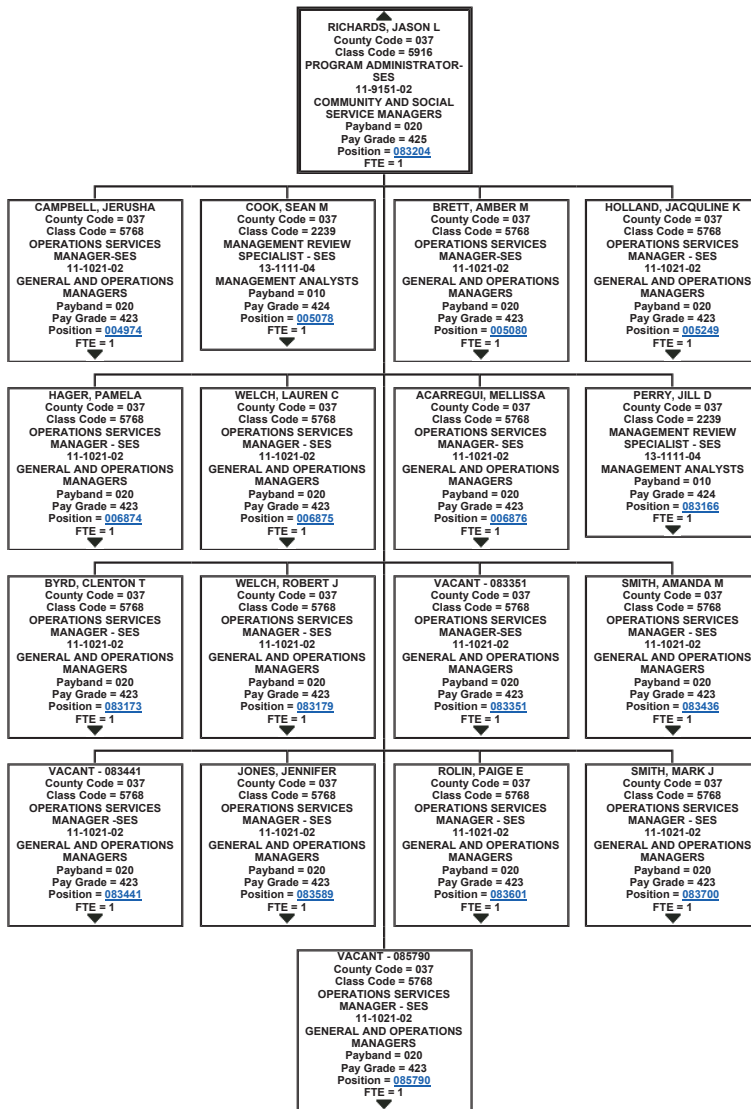 RICHARDS, JASON L
County Code = 037
Class Code = 5916
PROGRAM ADMINISTRATOR-
SES
11-9151-02
COMMUNITY AND SOCIAL
SERVICE MANAGERS
Payband = 020
Pay Grade = 425
Position = 083204
FTE = 1
CAMPBELL, JERUSHA
County Code = 037
Class Code = 5768
OPERATIONS SERVICES
MANAGER-SES
11-1021-02
GENERAL AND OPERATIONS
MANAGERS
Payband = 020
Pay Grade = 423
Position = 004974
FTE = 1
COOK, SEAN M
County Code = 037
Class Code = 2239
MANAGEMENT REVIEW
SPECIALIST - SES
13-1111-04
MANAGEMENT ANALYSTS
Payband = 010
Pay Grade = 424
Position = 005078
FTE = 1
BRETT, AMBER M
County Code = 037
Class Code = 5768
OPERATIONS SERVICES
MANAGER-SES
11-1021-02
GENERAL AND OPERATIONS
MANAGERS
Payband = 020
Pay Grade = 423
Position = 005080
FTE = 1
HOLLAND, JACQULINE K
County Code = 037
Class Code = 5768
OPERATIONS SERVICES
MANAGER - SES
11-1021-02
GENERAL AND OPERATIONS
MANAGERS
Payband = 020
Pay Grade = 423
Position = 005249
FTE = 1
HAGER, PAMELA
County Code = 037
Class Code = 5768
OPERATIONS SERVICES
MANAGER - SES
11-1021-02
GENERAL AND OPERATIONS
MANAGERS
Payband = 020
Pay Grade = 423
Position = 006874
FTE = 1
WELCH, LAUREN C
County Code = 037
Class Code = 5768
OPERATIONS SERVICES
MANAGER - SES
11-1021-02
GENERAL AND OPERATIONS
MANAGERS
Payband = 020
Pay Grade = 423
Position = 006875
FTE = 1
ACARREGUI, MELLISSA
County Code = 037
Class Code = 5768
OPERATIONS SERVICES
MANAGER- SES
11-1021-02
GENERAL AND OPERATIONS
MANAGERS
Payband = 020
Pay Grade = 423
Position = 006876
FTE = 1
PERRY, JILL D
County Code = 037
Class Code = 2239
MANAGEMENT REVIEW
SPECIALIST - SES
13-1111-04
MANAGEMENT ANALYSTS
Payband = 010
Pay Grade = 424
Position = 083166
FTE = 1
BYRD, CLENTON T
County Code = 037
Class Code = 5768
OPERATIONS SERVICES
MANAGER - SES
11-1021-02
GENERAL AND OPERATIONS
MANAGERS
Payband = 020
Pay Grade = 423
Position = 083173
FTE = 1
WELCH, ROBERT J
County Code = 037
Class Code = 5768
OPERATIONS SERVICES
MANAGER - SES
11-1021-02
GENERAL AND OPERATIONS
MANAGERS
Payband = 020
Pay Grade = 423
Position = 083179
FTE = 1
VACANT - 083351
County Code = 037
Class Code = 5768
OPERATIONS SERVICES
MANAGER-SES
11-1021-02
GENERAL AND OPERATIONS
MANAGERS
Payband = 020
Pay Grade = 423
Position = 083351
FTE = 1
SMITH, AMANDA M
County Code = 037
Class Code = 5768
OPERATIONS SERVICES
MANAGER - SES
11-1021-02
GENERAL AND OPERATIONS
MANAGERS
Payband = 020
Pay Grade = 423
Position = 083436
FTE = 1
VACANT - 083441
County Code = 037
Class Code = 5768
OPERATIONS SERVICES
MANAGER -SES
11-1021-02
GENERAL AND OPERATIONS
MANAGERS
Payband = 020
Pay Grade = 423
Position = 083441
FTE = 1
JONES, JENNIFER
County Code = 037
Class Code = 5768
OPERATIONS SERVICES
MANAGER - SES
11-1021-02
GENERAL AND OPERATIONS
MANAGERS
Payband = 020
Pay Grade = 423
Position = 083589
FTE = 1
ROLIN, PAIGE E
County Code = 037
Class Code = 5768
OPERATIONS SERVICES
MANAGER - SES
11-1021-02
GENERAL AND OPERATIONS
MANAGERS
Payband = 020
Pay Grade = 423
Position = 083601
FTE = 1
SMITH, MARK J
County Code = 037
Class Code = 5768
OPERATIONS SERVICES
MANAGER - SES
11-1021-02
GENERAL AND OPERATIONS
MANAGERS
Payband = 020
Pay Grade = 423
Position = 083700
FTE = 1
VACANT - 085790
County Code = 037
Class Code = 5768
OPERATIONS SERVICES
MANAGER - SES
11-1021-02
GENERAL AND OPERATIONS
MANAGERS
Payband = 020
Pay Grade = 423
Position = 085790
FTE = 1